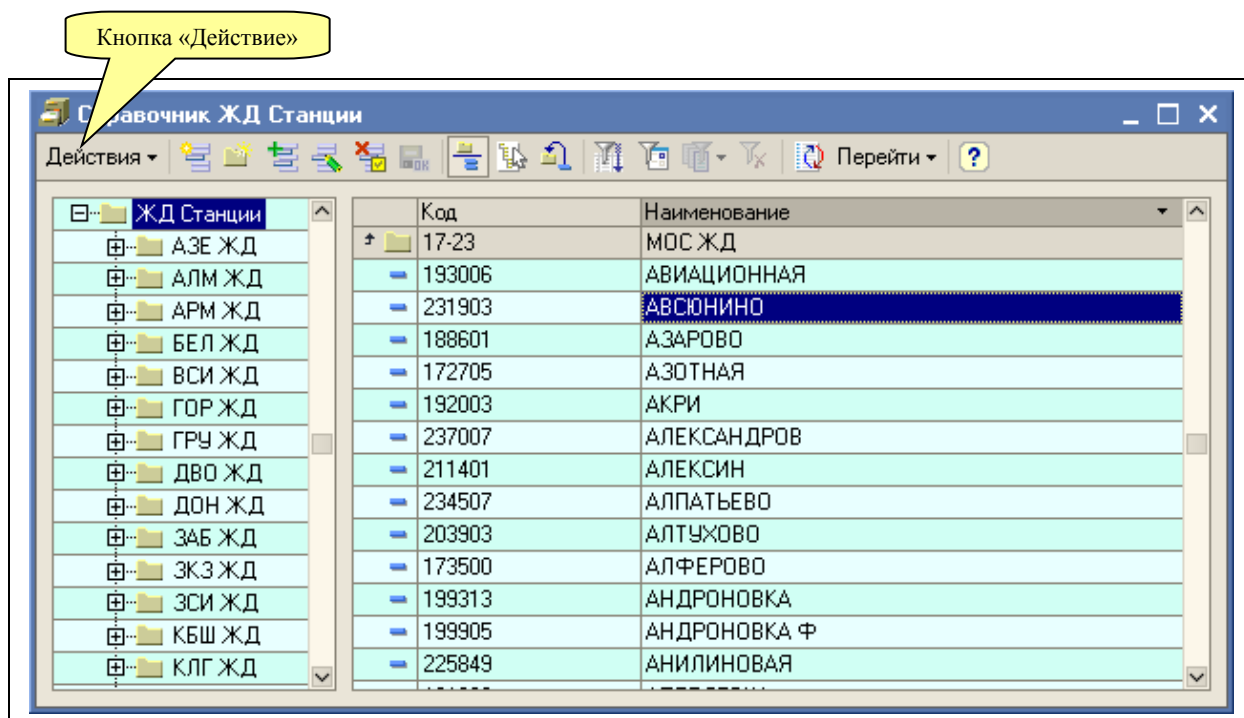 Кнопка «Действие»
Справочник ЖД Станции
Действия Перейти ?
ЖД Станции
АЗЕ ЖД
АЛМ ЖД
АРМ ЖД
БЕЛ ЖД
ВСИ ЖД
ГОР ЖД
ГРУ ЖД
ДВО ЖД
ДОН ЖД
ЗАБ ЖД
ЗКЗ ЖД
ЗСИ ЖД
КБШ ЖД
КЛГ ЖД
Код Наименование
17-23 МОС ЖД
193006 АВИАЦИОННАЯ
231903 АВСЮНИНО
188601 АЗАРОВО
172705 АЗОТНАЯ
192003 АКРИ
237007 АЛЕКСАНДРОВ
211401 АЛЕКСИН
234507 АЛПАТЬЕВО
203903 АЛТУХОВО
173500 АЛФЕРОВО
199313 АНДРОНОВКА
199905 АНДРОНОВКА Ф
225849 АНИЛИНОВАЯ